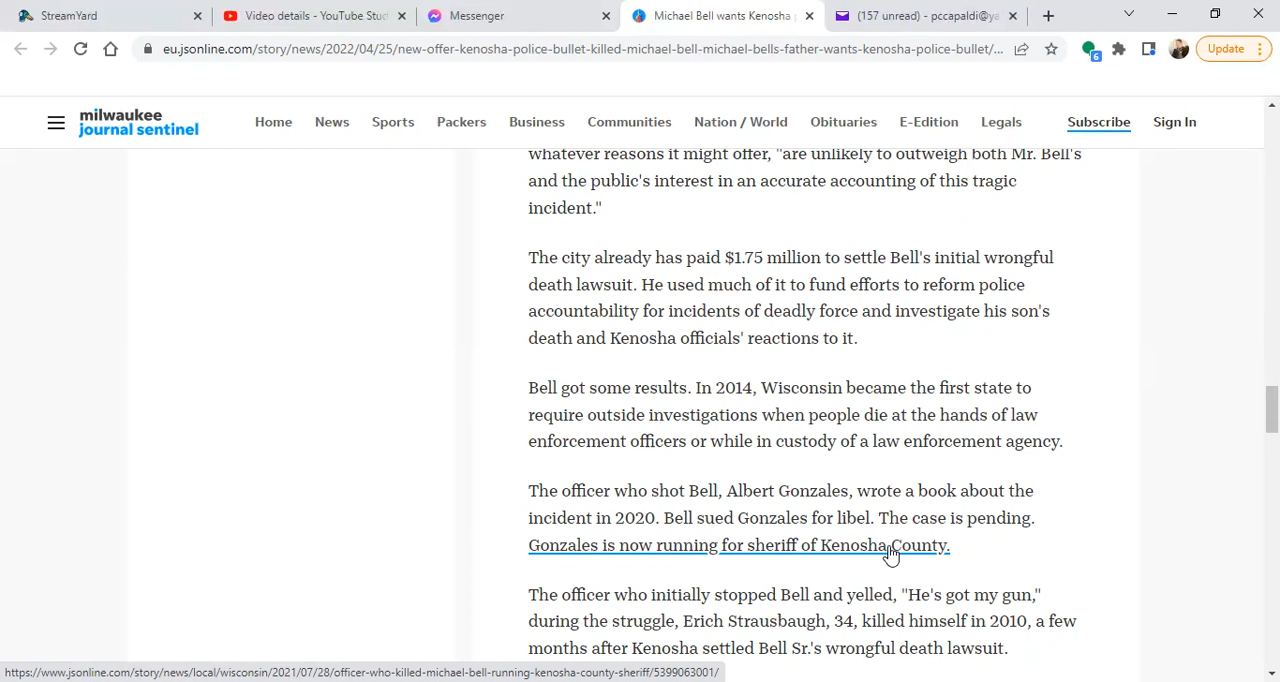 StreamYard
Video details - YouTube Stud
Messenger
Michael Bell wants Kenosha
(157 unread) - pccapaldi@ya
eu.jsonline.com/story/news/2022/04/25/new-offer-kenosha-police-bullet-killed-michael-bell-michael-bells-father-wants-kenosha-police-bullet/...
6
Update
milwaukee
journal sentinel
Home News Sports Packers Business Communities Nation / World Obituaries E-Edition Legals Subscribe Sign In
whatever reasons it might offer, "are unlikely to outweigh both Mr. Bell's
and the public's interest in an accurate accounting of this tragic
incident."
The city already has paid $1.75 million to settle Bell's initial wrongful
death lawsuit. He used much of it to fund efforts to reform police
accountability for incidents of deadly force and investigate his son's
death and Kenosha officials' reactions to it.
Bell got some results. In 2014, Wisconsin became the first state to
require outside investigations when people die at the hands of law
enforcement officers or while in custody of a law enforcement agency.
The officer who shot Bell, Albert Gonzales, wrote a book about the
incident in 2020. Bell sued Gonzales for libel. The case is pending.
Gonzales is now running for sheriff of Kenosha County.
The officer who initially stopped Bell and yelled, "He's got my gun,"
during the struggle, Erich Strausbaugh, 34, killed himself in 2010, a few
months after Kenosha settled Bell Sr.'s wrongful death lawsuit.
https://www.jsonline.com/story/news/local/wisconsin/2021/07/28/officer-who-killed-michael-bell-running-kenosha-county-sheriff/5399063001/